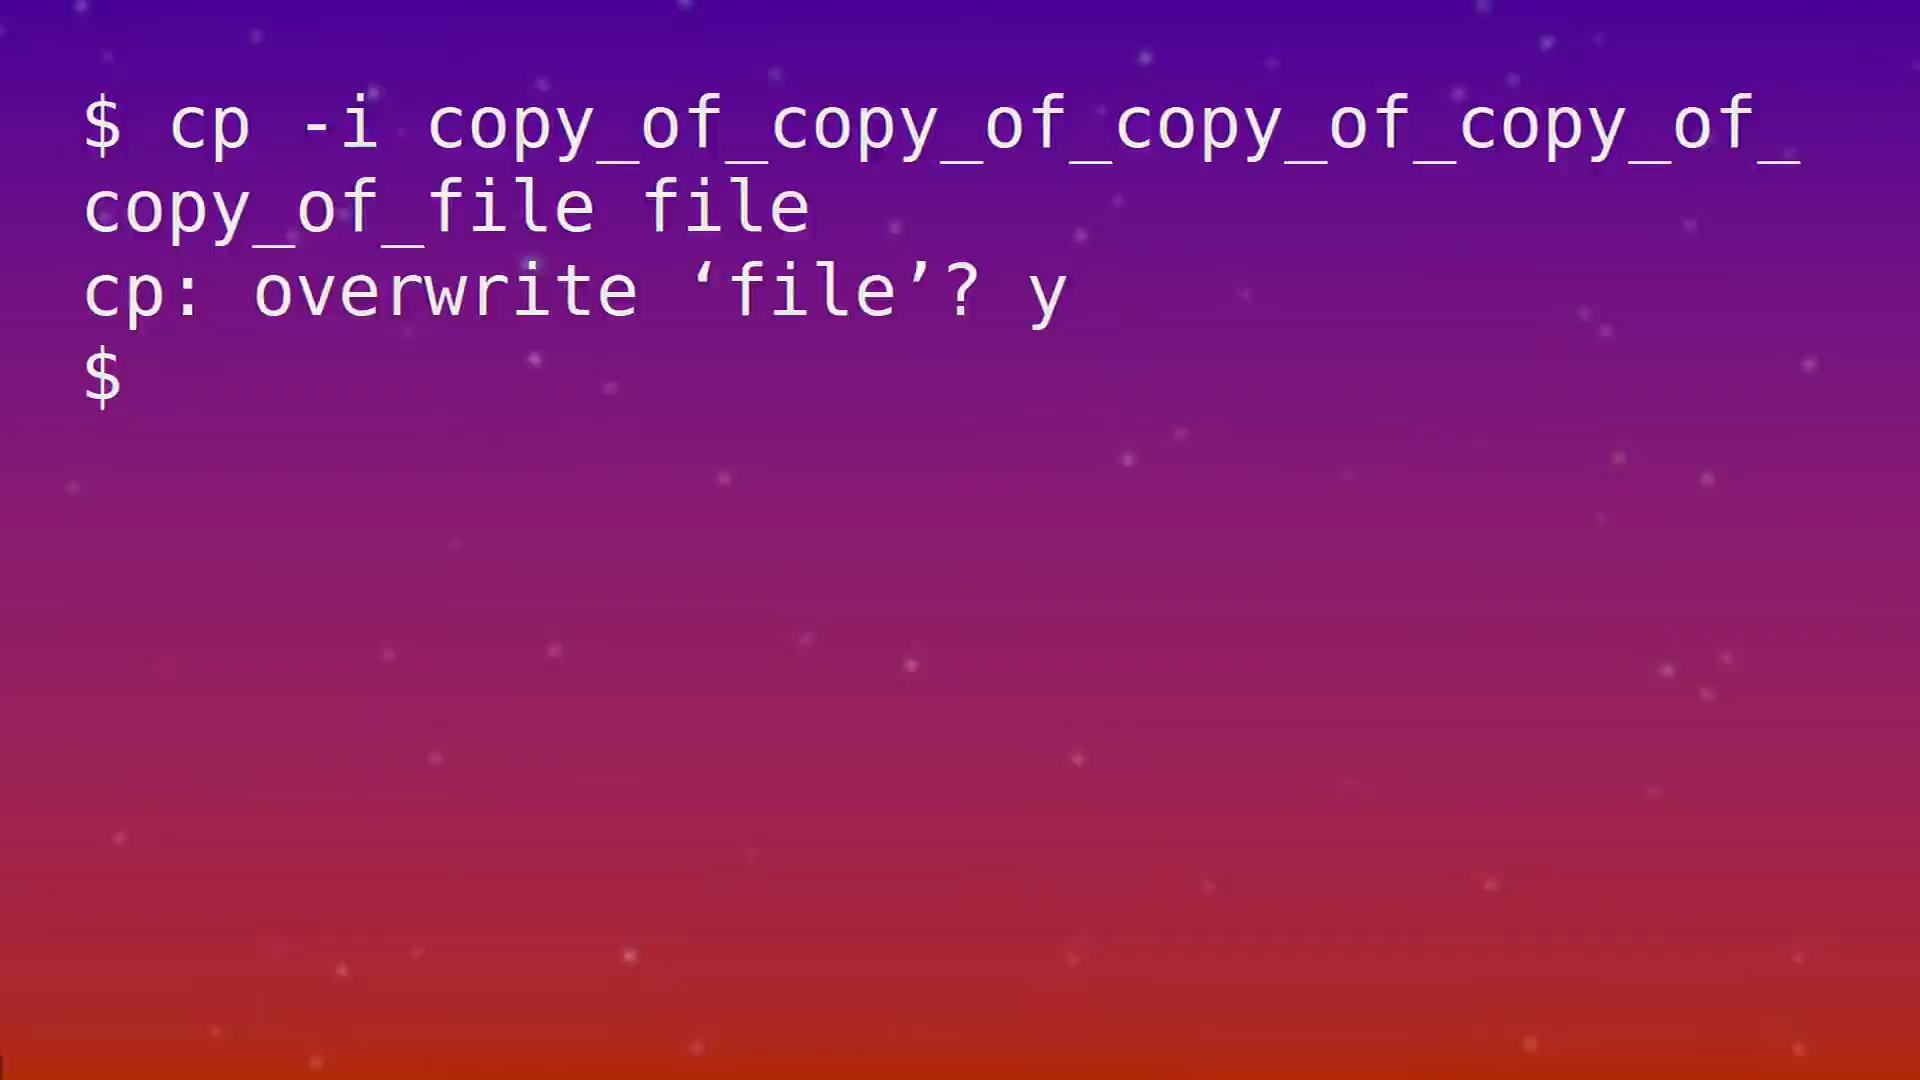 $ cp -i copy_of_copy_of_copy_of_copy_of_
copy_of_file file
cp: overwrite ‘file’? y
$